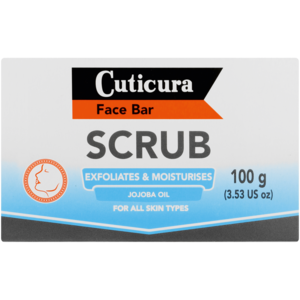 Cuticura
Face Bar
SCRUB
EXFOLIATES & MOISTURISES
JOJOBA OIL
FOR ALL SKIN TYPES
100 g
(3.53 US oz)